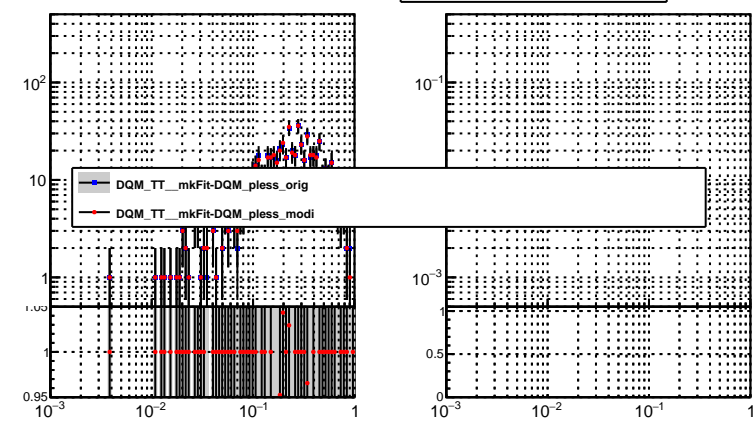 10² 10⁻¹
10
DQM_TT__mkFit-DQM_pless_orig
DQM_TT__mkFit-DQM_pless_modi
1 10⁻³
1.05 1
1 0.5
0.95 0
10⁻³ 10⁻² 10⁻¹ 1 10⁻³ 10⁻² 10⁻¹ 1